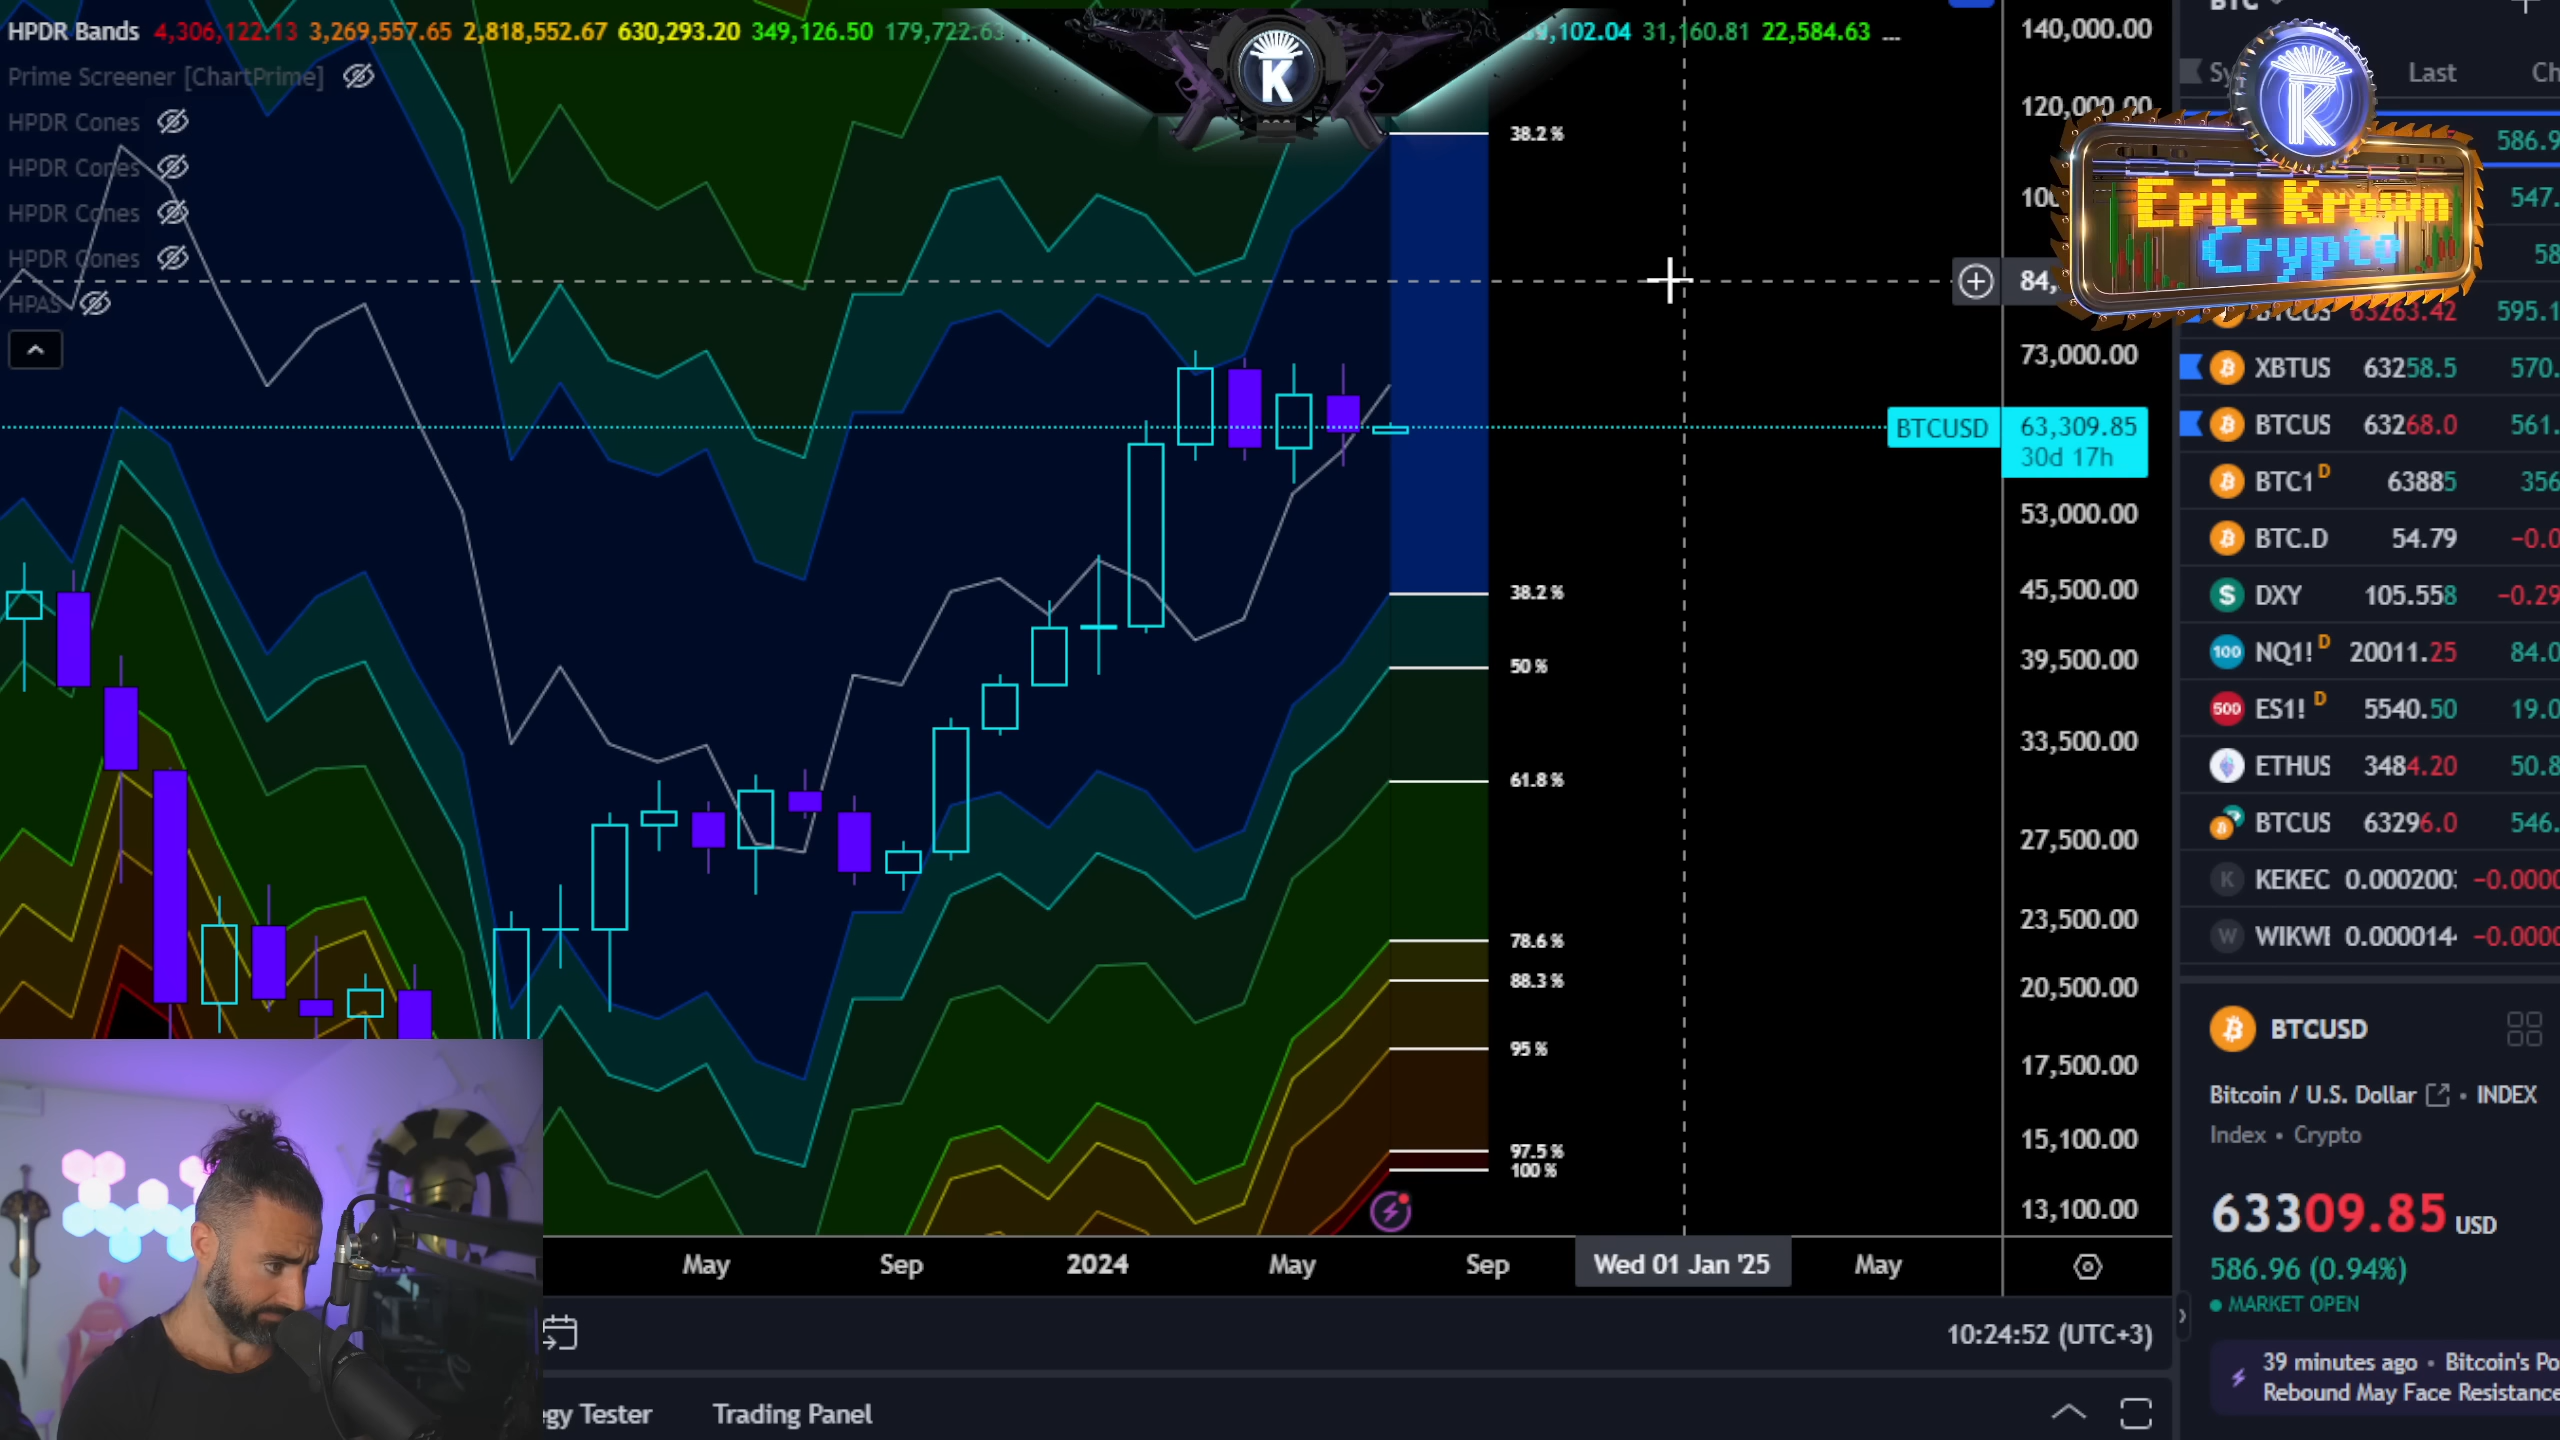 HPDR Bands 4,306,122.13 3,269,557.65 2,818,552.67 630,293.20 349,126.50 179,722.63
31,160.81 22,584.63 ...
Prime Screener [ChartPrime]
HPDR Cones
HPDR Cones
HPDR Cones
HPDR Cones
HPAS
K
38.2 %
38.2 %
50 %
61.8 %
78.6 %
88.3 %
95 %
97.5 %
100 %
BTCUSD
63,309.85
30d 17h
140,000.00
120,000.00
84,
73,000.00
53,000.00
45,500.00
39,500.00
33,500.00
27,500.00
23,500.00
20,500.00
17,500.00
15,100.00
13,100.00
May
Sep
2024
May
Sep
Wed 01 Jan '25
May
10:24:52 (UTC+3)
gy Tester
Trading Panel
BTC
Sy
Last
Ch
K
Eric Krown
Crypto
586.9
547.
58
BTCUS 63263.42 595.1
XBTUS 63258.5 570.
BTCUS 63268.0 561.
BTC1 D 63885 356
BTC.D 54.79 −0.0
DXY 105.558 −0.29
NQ1! D 20011.25 84.0
ES1! D 5540.50 19.0
ETHUS 3484.20 50.8
BTCUS 63296.0 546.
KEKEC 0.000200 −0.0000
WIKWI 0.000014 −0.0000
BTCUSD
Bitcoin / U.S. Dollar • INDEX
Index • Crypto
63309.85 USD
586.96 (0.94%)
MARKET OPEN
39 minutes ago • Bitcoin's Po
Rebound May Face Resistance